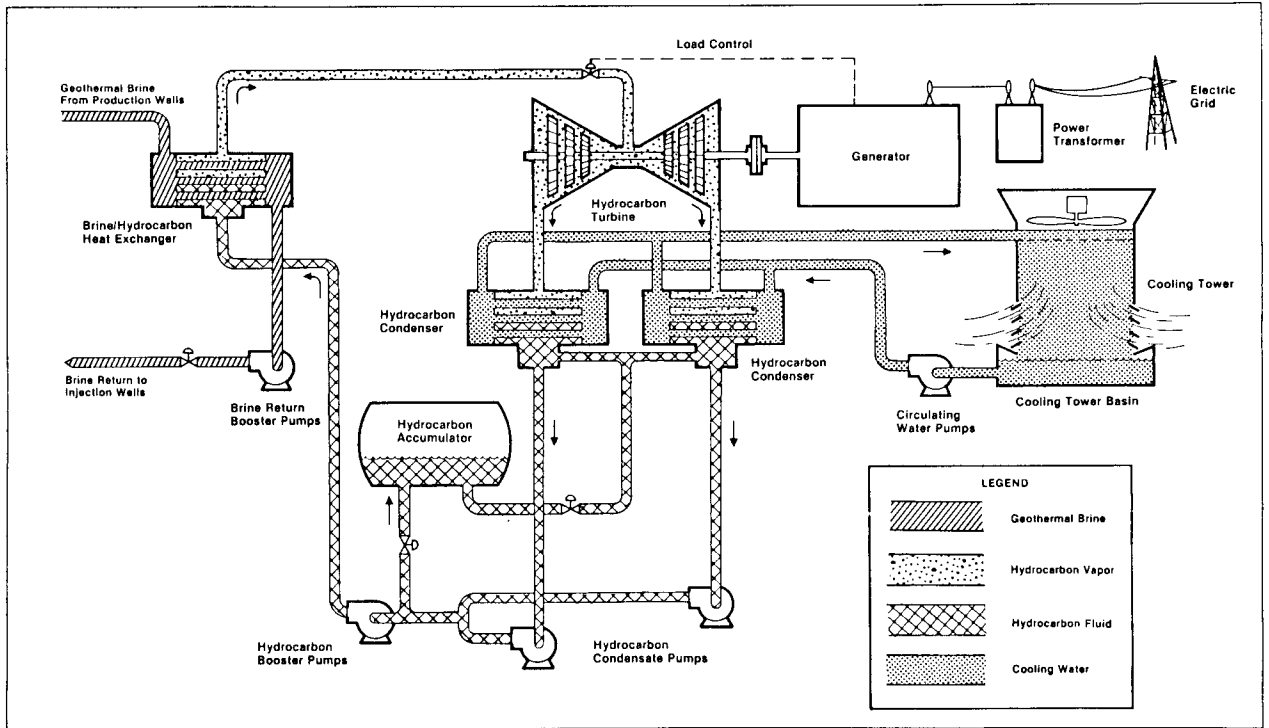 Load Control
Geothermal Brine
From Production Wells
Electric
Grid
Power
Transformer
Generator
Hydrocarbon
Turbine
Brine/Hydrocarbon
Heat Exchanger
Cooling Tower
Hydrocarbon
Condenser
Hydrocarbon
Condenser
Brine Return to
Injection Wells
Brine Return
Booster Pumps
Circulating
Water Pumps
Cooling Tower Basin
Hydrocarbon
Accumulator
LEGEND
Geothermal Brine
Hydrocarbon Vapor
Hydrocarbon Fluid
Cooling Water
Hydrocarbon
Booster Pumps
Hydrocarbon
Condensate Pumps